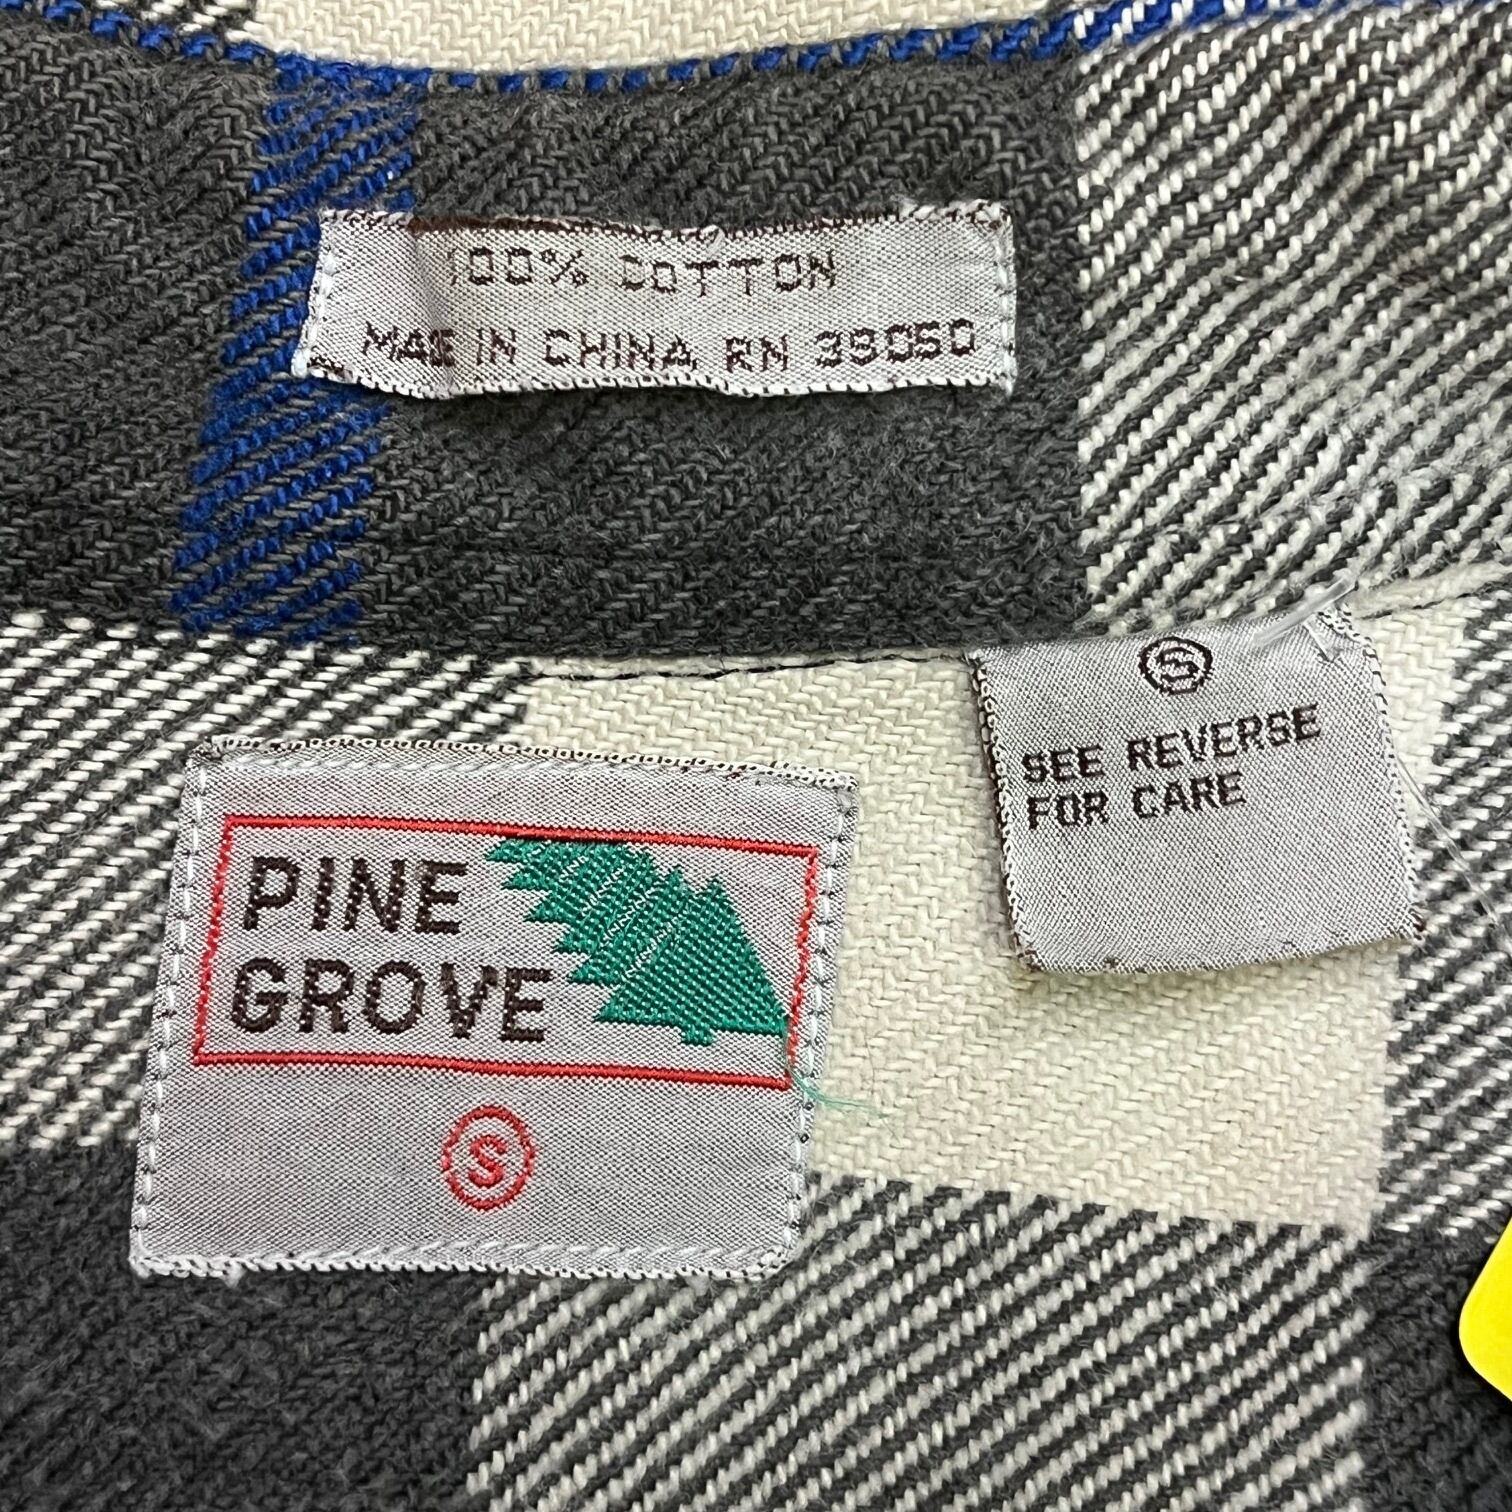 100% COTTON
MADE IN CHINA RN 39050
S
SEE REVERSE
FOR CARE
PINE
GROVE
S